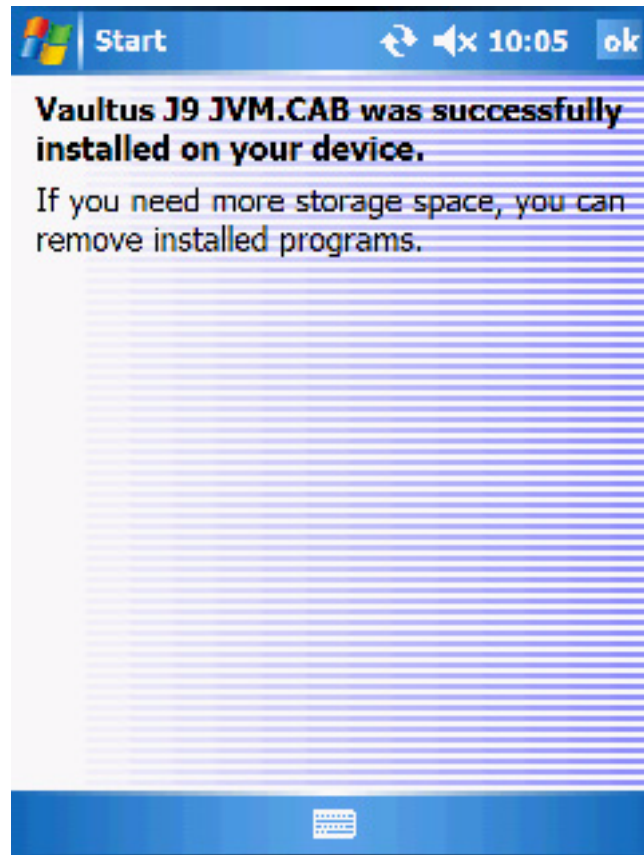 Start 10:05 ok
Vaultus J9 JVM.CAB was successfully
installed on your device.
If you need more storage space, you can
remove installed programs.